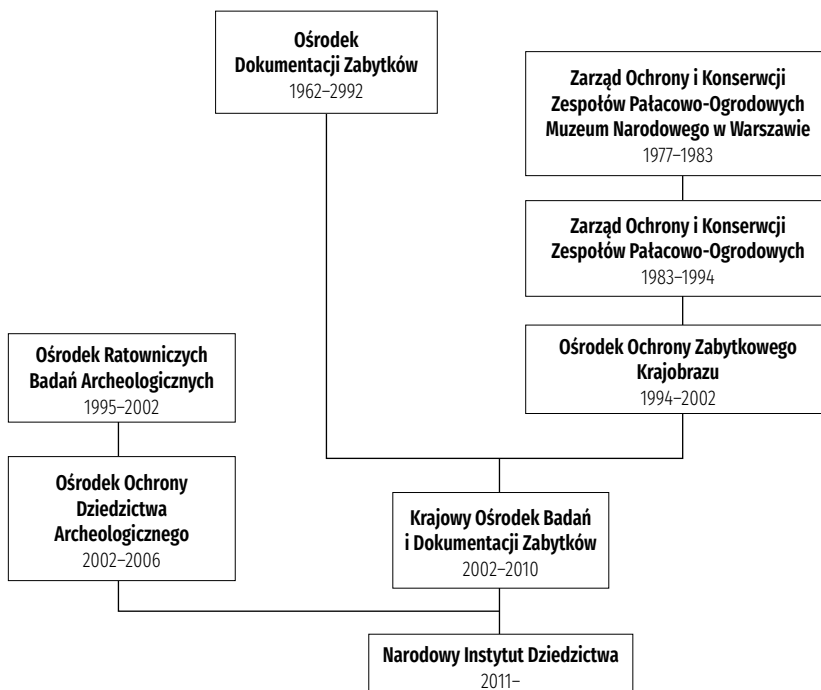 Ośrodek
Dokumentacji Zabytków
1962–2992
Zarząd Ochrony i Konserwcji
Zespołów Pałacowo-Ogrodowych
Muzeum Narodowego w Warszawie
1977–1983
Zarząd Ochrony i Konserwcji
Zespołów Pałacowo-Ogrodowych
1983–1994
Ośrodek Ochrony Zabytkowego
Krajobrazu
1994–2002
Ośrodek Ratowniczych
Badań Archeologicznych
1995–2002
Ośrodek Ochrony
Dziedzictwa
Archeologicznego
2002–2006
Krajowy Ośrodek Badań
i Dokumentacji Zabytków
2002–2010
Narodowy Instytut Dziedzictwa
2011–